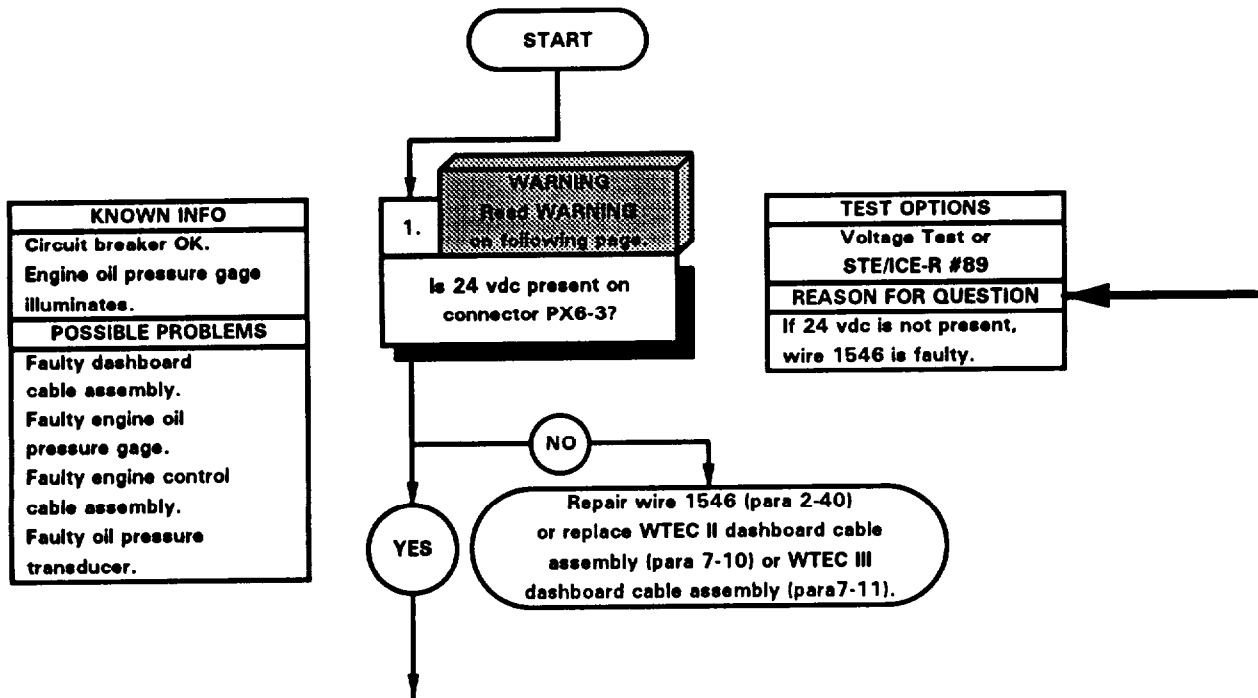 START
KNOWN INFO
Circuit breaker OK.
Engine oil pressure gage
illuminates.
POSSIBLE PROBLEMS
Faulty dashboard
cable assembly.
Faulty engine oil
pressure gage.
Faulty engine control
cable assembly.
Faulty oil pressure
transducer.
1.
WARNING
Read WARNING
on following page.
Is 24 vdc present on
connector PX6-3?
TEST OPTIONS
Voltage Test or
STE/ICE-R #89
REASON FOR QUESTION
If 24 vdc is not present,
wire 1546 is faulty.
NO
YES
Repair wire 1546 (para 2-40)
or replace WTEC II dashboard cable
assembly (para 7-10) or WTEC III
dashboard cable assembly (para7-11).